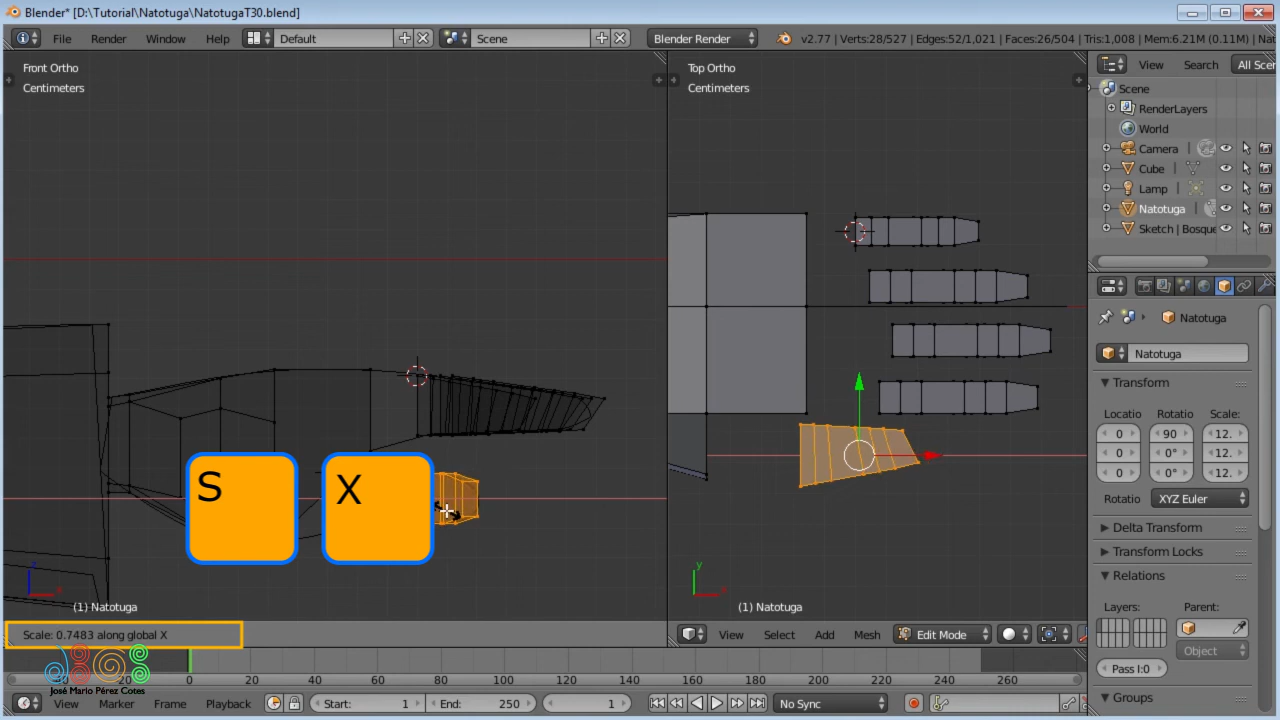 Blender* [D:\Tutorial\Natotuga\NatotugaT30.blend]
File Render Window Help Default Scene Blender Render v2.77 | Verts:28/527 | Edges:52/1,021 | Faces:26/504 | Tris:1,008 | Mem:6.21M (0.11M) | Nat
Front Ortho
Centimeters
Top Ortho
Centimeters
View Search All Scer
Scene
RenderLayers
World
Camera
Cube
Lamp
Natotuga
Sketch | Bosque
Natotuga
Natotuga
Transform
Locatio Rotatio Scale:
0 90 12.
0 0° 12.
0 0° 12.
Rotatio XYZ Euler
Delta Transform
Transform Locks
Relations
Layers: Parent:
Object
Pass I:0
Groups
S X
z
x
y
x
(1) Natotuga
(1) Natotuga
Scale: 0.7483 along global X
View Select Add Mesh Edit Mode
20 0 20 40 60 80 100 120 140 160 180 200 220 240 260
José Mario Pérez Cotes
View Marker Frame Playback Start: 1 End: 250 1 No Sync